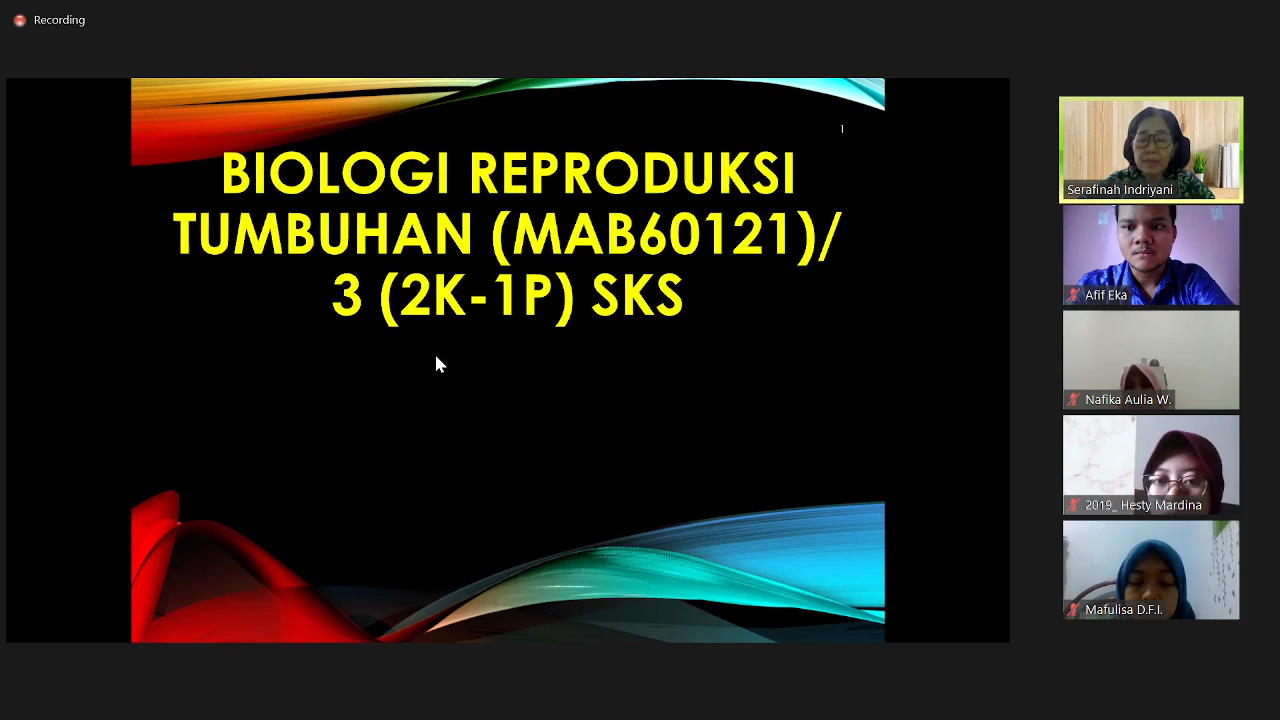 Recording
1
BIOLOGI REPRODUKSI
TUMBUHAN (MAB60121)/
3 (2K-1P) SKS
Serafinah Indriyani
Afif Eka
Nafika Aulia W.
2019_ Hesty Mardina
Mafulisa D.F.I.